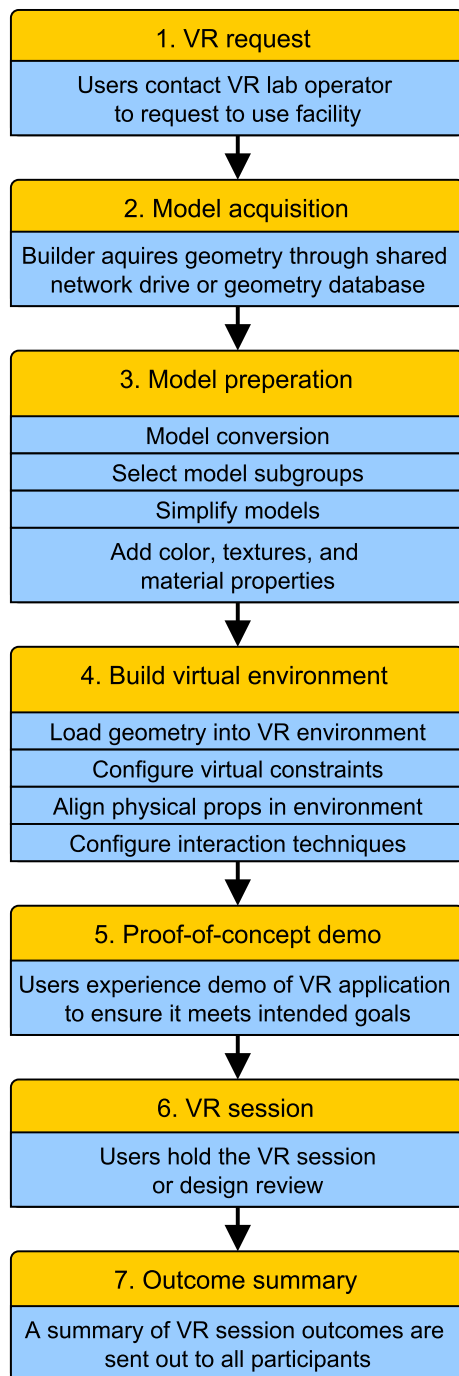 1. VR request
Users contact VR lab operator
to request to use facility
2. Model acquisition
Builder aquires geometry through shared
network drive or geometry database
3. Model preperation
Model conversion
Select model subgroups
Simplify models
Add color, textures, and
material properties
4. Build virtual environment
Load geometry into VR environment
Configure virtual constraints
Align physical props in environment
Configure interaction techniques
5. Proof-of-concept demo
Users experience demo of VR application
to ensure it meets intended goals
6. VR session
Users hold the VR session
or design review
7. Outcome summary
A summary of VR session outcomes are
sent out to all participants